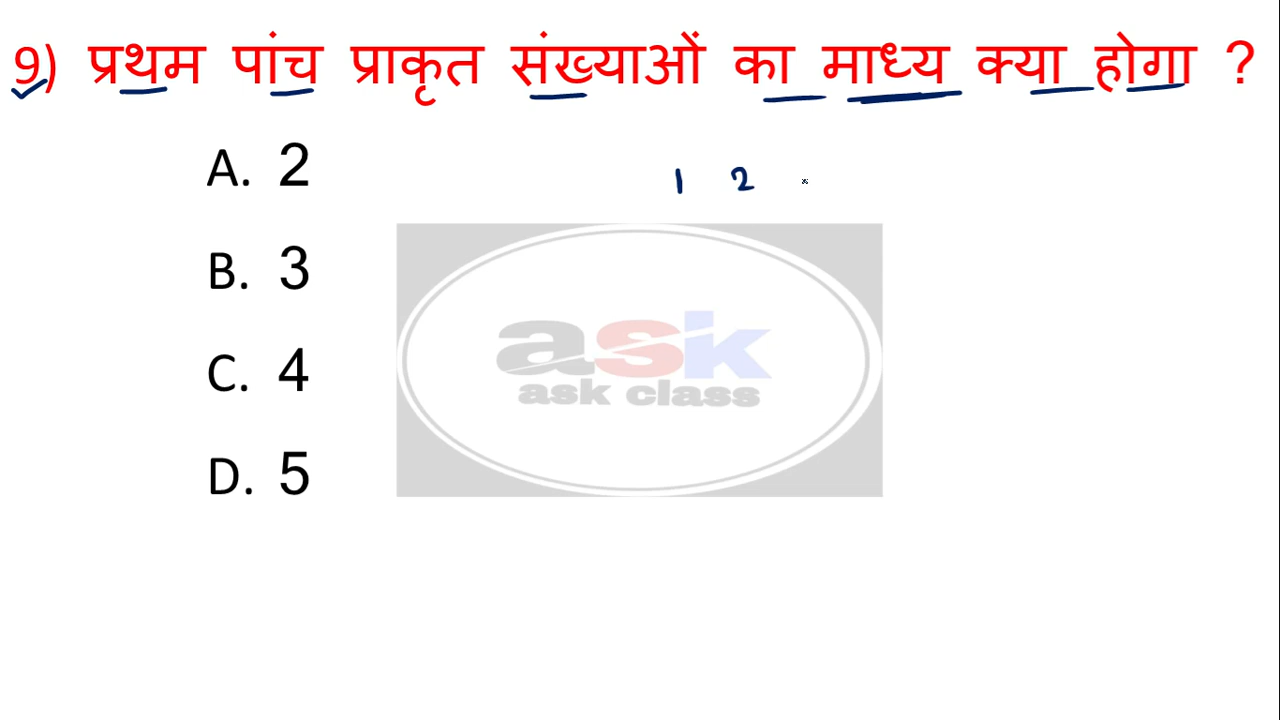 9) प्रथम पांच प्राकृत संख्याओं का माध्य क्या होगा ?
A. 2
1 2
B. 3
ask
C. 4
ask class
D. 5